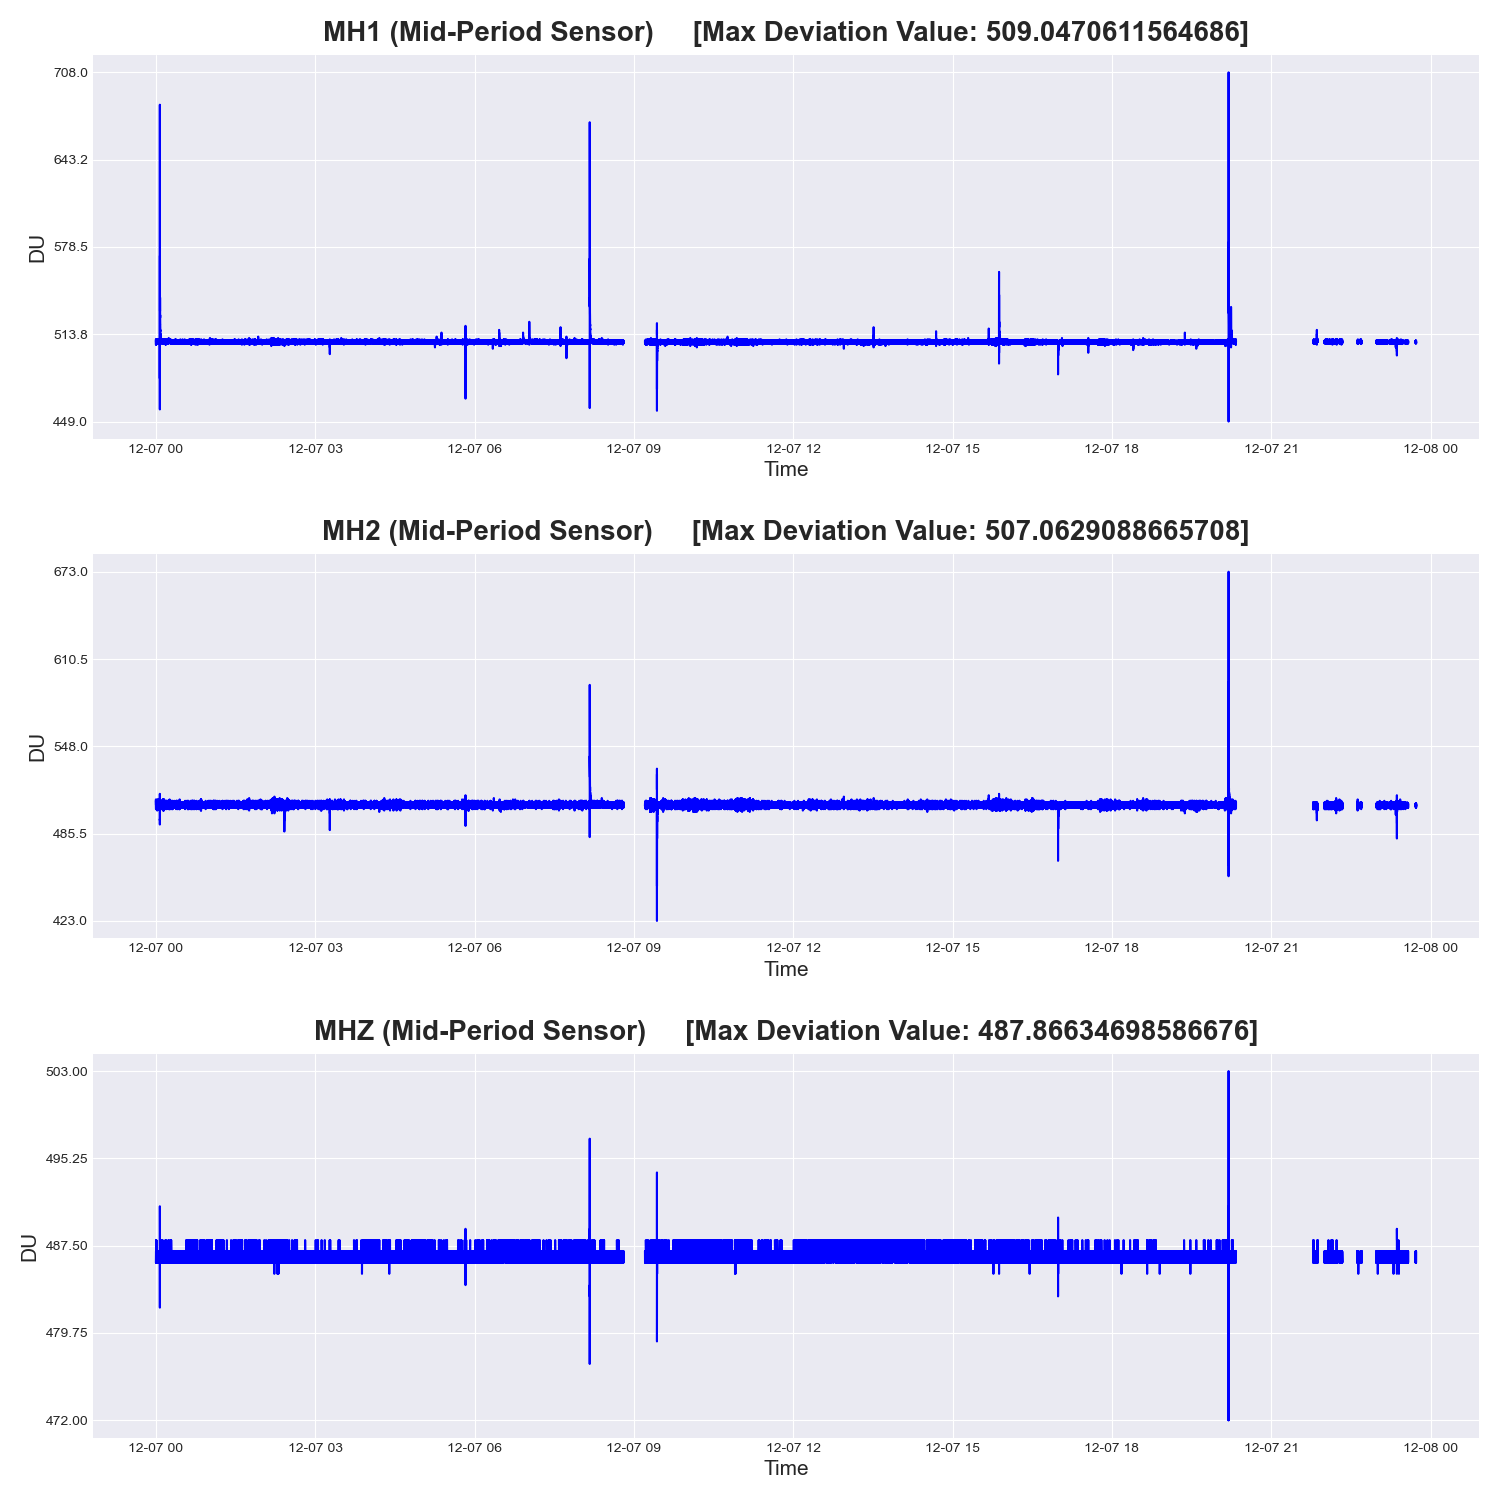 MH1 (Mid-Period Sensor) [Max Deviation Value: 509.0470611564686]
708.0
643.2
578.5
513.8
449.0
DU
12-07 00 12-07 03 12-07 06 12-07 09 12-07 12 12-07 15 12-07 18 12-07 21 12-08 00
Time
MH2 (Mid-Period Sensor) [Max Deviation Value: 507.0629088665708]
673.0
610.5
548.0
485.5
423.0
DU
12-07 00 12-07 03 12-07 06 12-07 09 12-07 12 12-07 15 12-07 18 12-07 21 12-08 00
Time
MHZ (Mid-Period Sensor) [Max Deviation Value: 487.86634698586676]
503.00
495.25
487.50
479.75
472.00
DU
12-07 00 12-07 03 12-07 06 12-07 09 12-07 12 12-07 15 12-07 18 12-07 21 12-08 00
Time